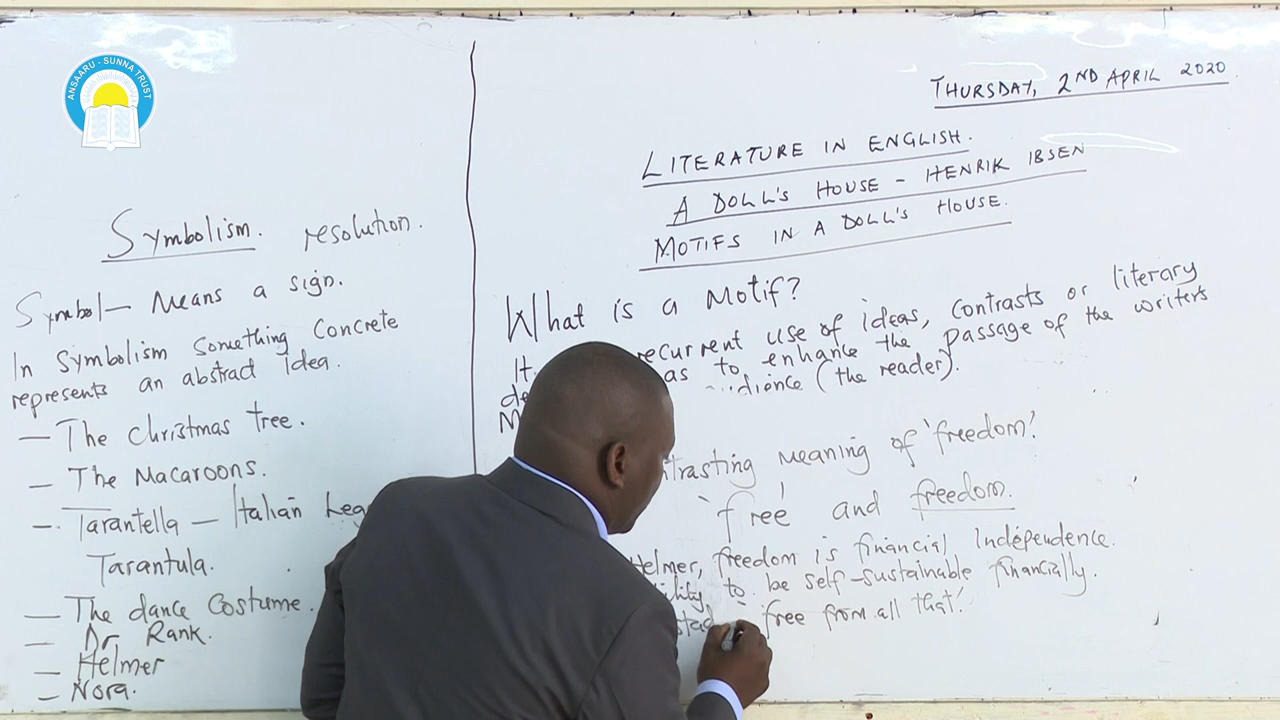 ANSAARU - SUNNA TRUST
Symbolism. resolution.
Symbol - Means a sign.
In Symbolism something Concrete
represents an abstract Idea.
- The Christmas tree.
- The Macaroons.
- Tarantella - Italian
Tarantula.
- The dance Costume.
- Dr Rank.
- Helmer
- Nora.
THURSDAY, 2ND APRIL 2020
LITERATURE IN ENGLISH.
A DOLL'S HOUSE - HENRIK IBSEN
MOTIFS IN A DOLL'S HOUSE.
What is a Motif?
It use of ideas, Contrasts or literary
as to enhance the passage of the writers
(the reader).
meaning of 'freedom'.
'free' and freedom.
Helmer, freedom is financial Independence.
to be self-sustainable financially.
free from all that'.